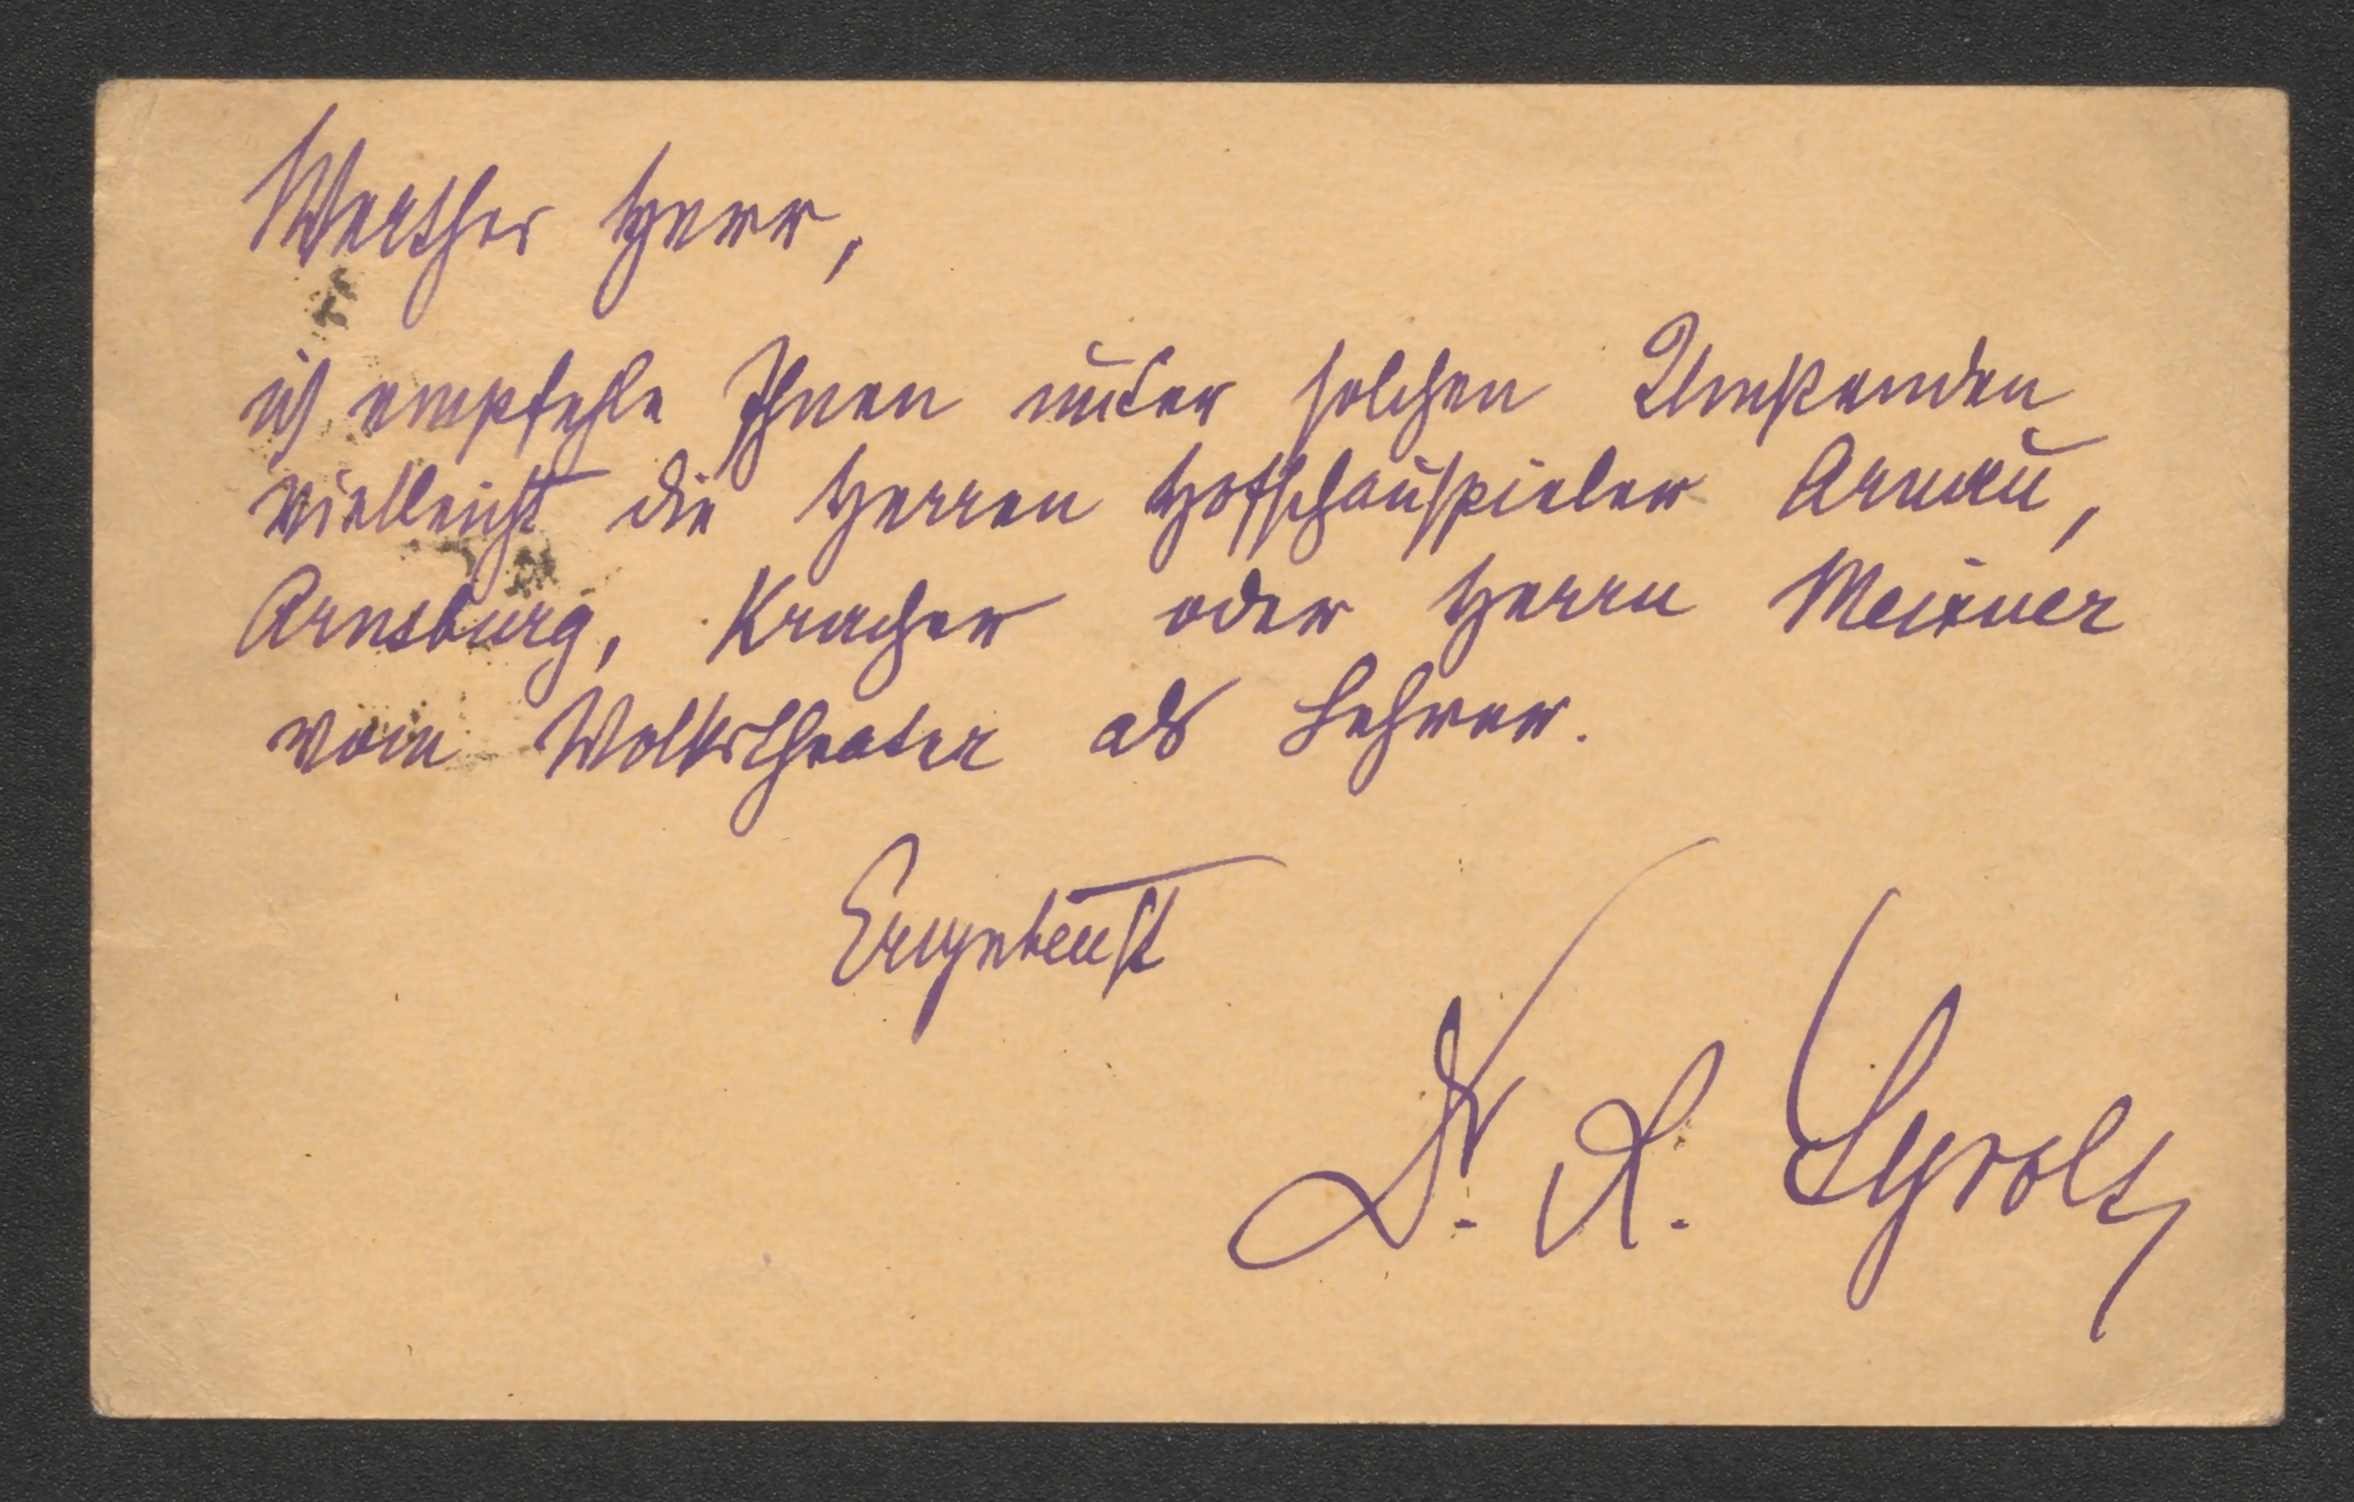 Werther Herr,
ich empfehle Ihnen unter solchen Umständen
vielleicht die Herren Hofschauspieler Arnau,
Arnsburg, Kracher oder Herrn Meixner
vom Volkstheater als Lehrer.
Ergebenst
Dr. R. Tyrolt